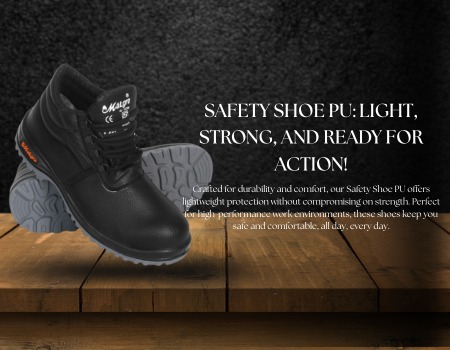 CE
SAFETY SHOE PU: LIGHT,
STRONG, AND READY FOR
ACTION!
Crafted for durability and comfort, our Safety Shoe PU offers
lightweight protection without compromising on strength. Perfect
for high-performance work environments, these shoes keep you
safe and comfortable, all day, every day.